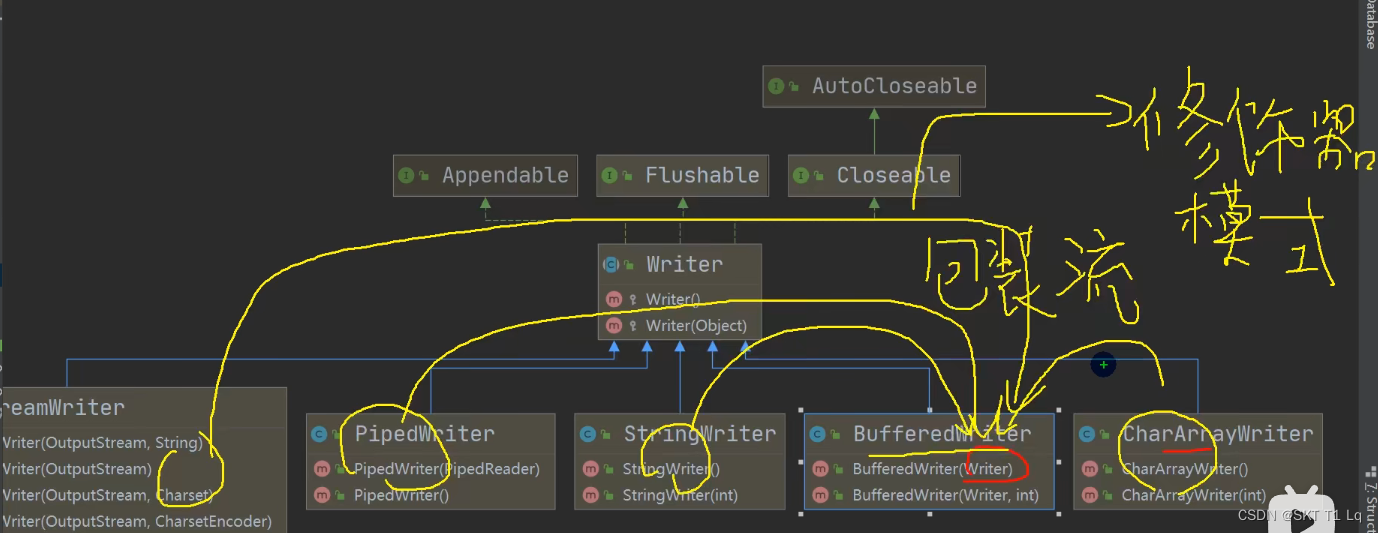 Database
AutoCloseable
修饰器
模式
Appendable
Flushable
Closeable
包裹流
Writer
Writer()
Writer(Object)
reamWriter
Writer(OutputStream, String)
Writer(OutputStream)
Writer(OutputStream, Charset)
Writer(OutputStream, CharsetEncoder)
PipedWriter
PipedWriter(PipedReader)
PipedWriter()
StringWriter
StringWriter()
StringWriter(int)
BufferedWriter
BufferedWriter(Writer)
BufferedWriter(Writer, int)
CharArrayWriter
CharArrayWriter()
CharArrayWriter(int)
CSDN @SKT T1 Lq